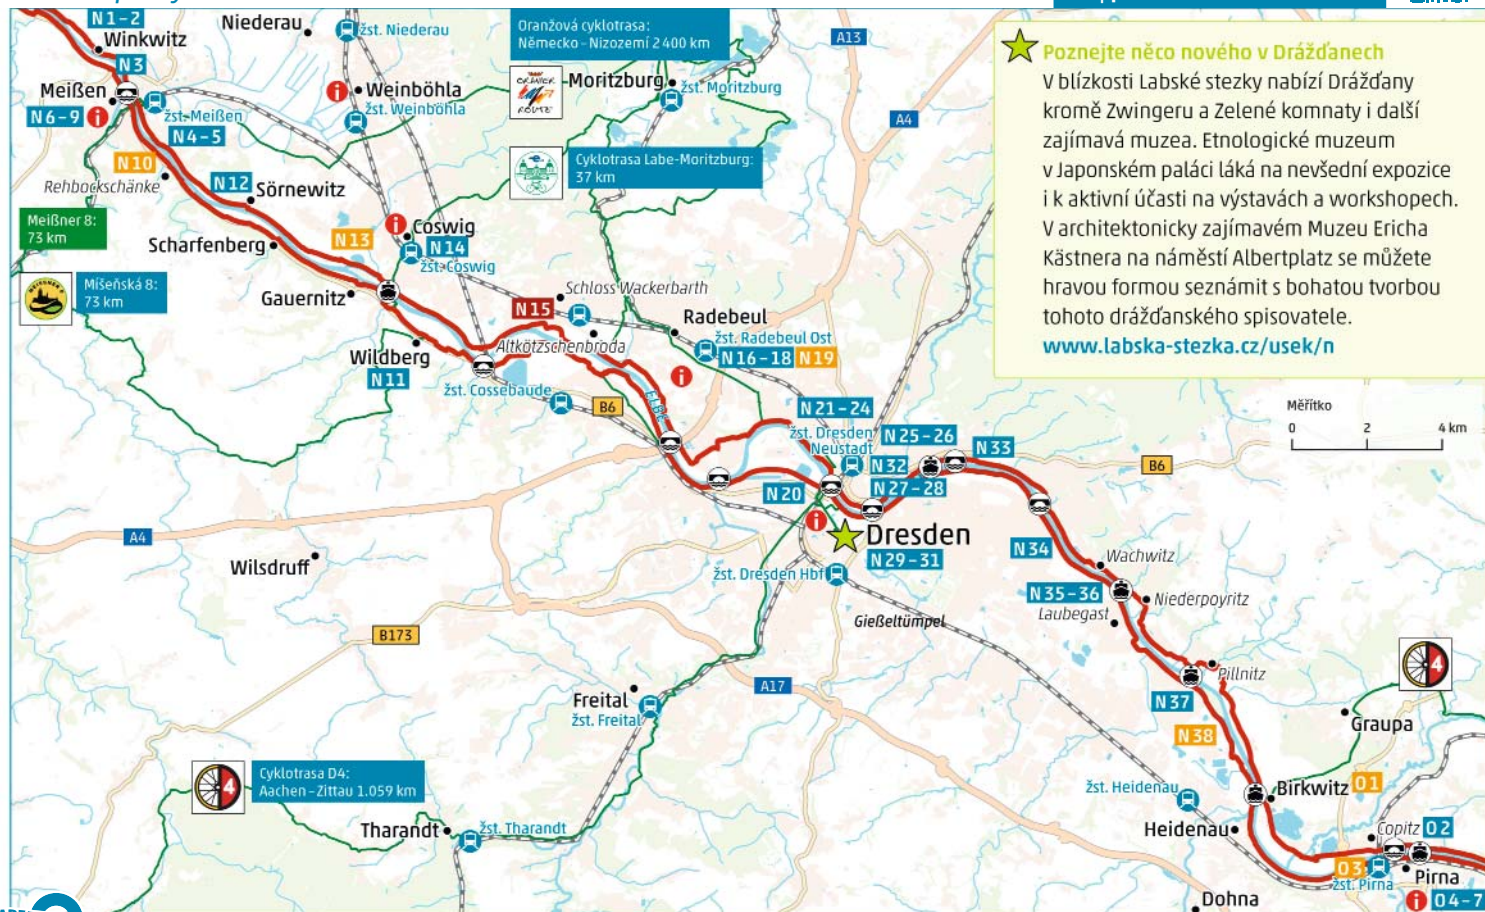 N1-2
Winkwitz
N3
Meißen
N6-9
žst. Meißen
N4-5
Niederau
žst. Niederau
Weinböhla
žst. Weinböhla
Oranžová cyklotrasa:
Německo - Nizozemí 2 400 km
ORANIER
ROUTE
Moritzburg
žst. Moritzburg
Cyklotrasa Labe-Moritzburg:
37 km
A13
A4
Poznejte něco nového v Drážďanech
V blízkosti Labské stezky nabízí Drážďany
kromě Zwingeru a Zelené komnaty i další
zajímavá muzea. Etnologické muzeum
v Japonském paláci láká na nevšední expozice
i k aktivní účasti na výstavách a workshopech.
V architektonicky zajímavém Muzeu Ericha
Kästnera na náměstí Albertplatz se můžete
hravou formou seznámit s bohatou tvorbou
tohoto drážďanského spisovatele.
www.labska-stezka.cz/usek/n
N10
Rehbockschänke
N12
Sörnewitz
Meißner 8:
73 km
Scharfenberg
N13
Coswig
N14
žst. Coswig
Míšeňská 8:
73 km
Gauernitz
Schloss Wackerbarth
N15
Radebeul
Altkötzschenbroda
žst. Radebeul Ost
N16-18
N19
Wildberg
N11
žst. Cossebaude
B6
ELBE
N21-24
žst. Dresden
Neustadt
N25-26
N33
N32
N20
N27-28
Měřítko
0
2
4 km
B6
Dresden
N29-31
A4
Wilsdruff
žst. Dresden Hbf
N34
Wachwitz
N35-36
Niederpoyritz
Laubegast
Gießeltümpel
B173
4
Pillnitz
A17
N37
Freital
žst. Freital
Graupa
N38
4
Cyklotrasa D4:
Aachen - Zittau 1.059 km
žst. Heidenau
Birkwitz
O1
Tharandt
žst. Tharandt
Heidenau
Copitz
O2
O3
žst. Pirna
Pirna
Dohna
O4-7